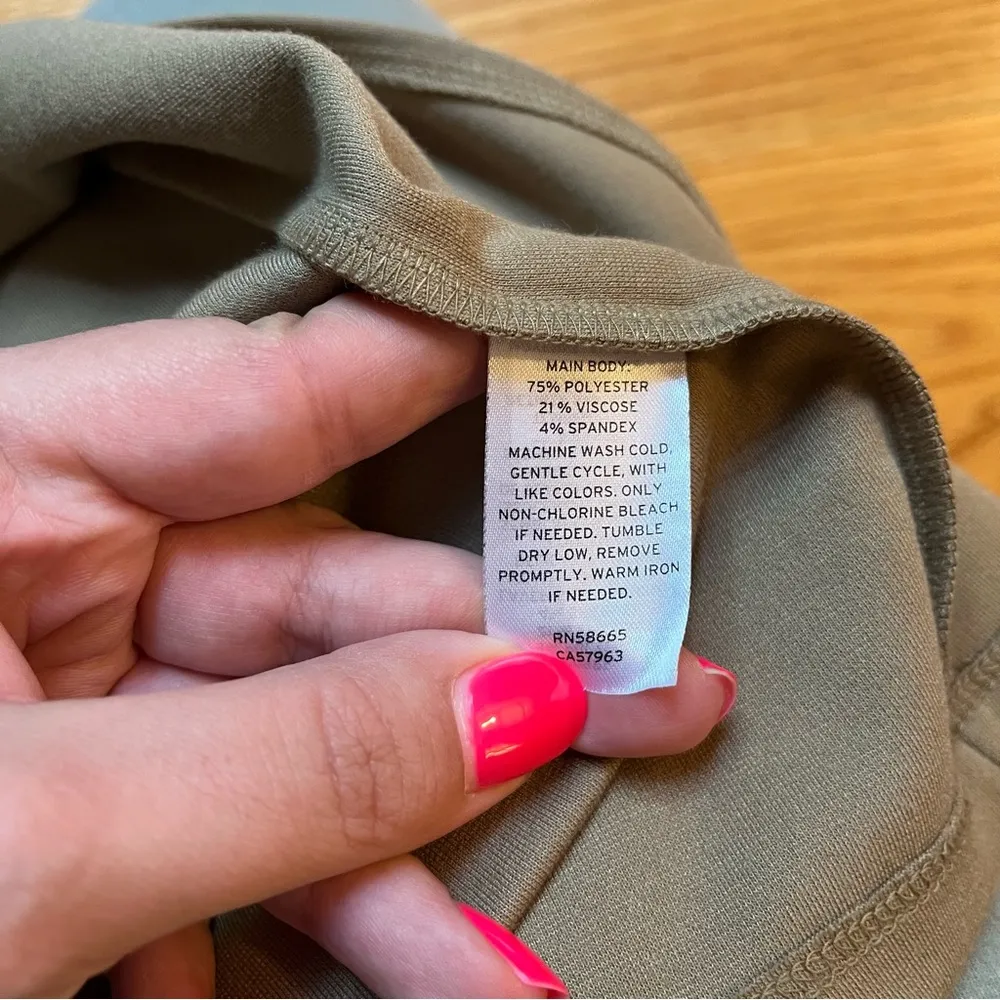 MAIN BODY:
75% POLYESTER
21% VISCOSE
4% SPANDEX
MACHINE WASH COLD,
GENTLE CYCLE, WITH
LIKE COLORS. ONLY
NON-CHLORINE BLEACH
IF NEEDED. TUMBLE
DRY LOW, REMOVE
PROMPTLY. WARM IRON
IF NEEDED.
RN58665
CA57963